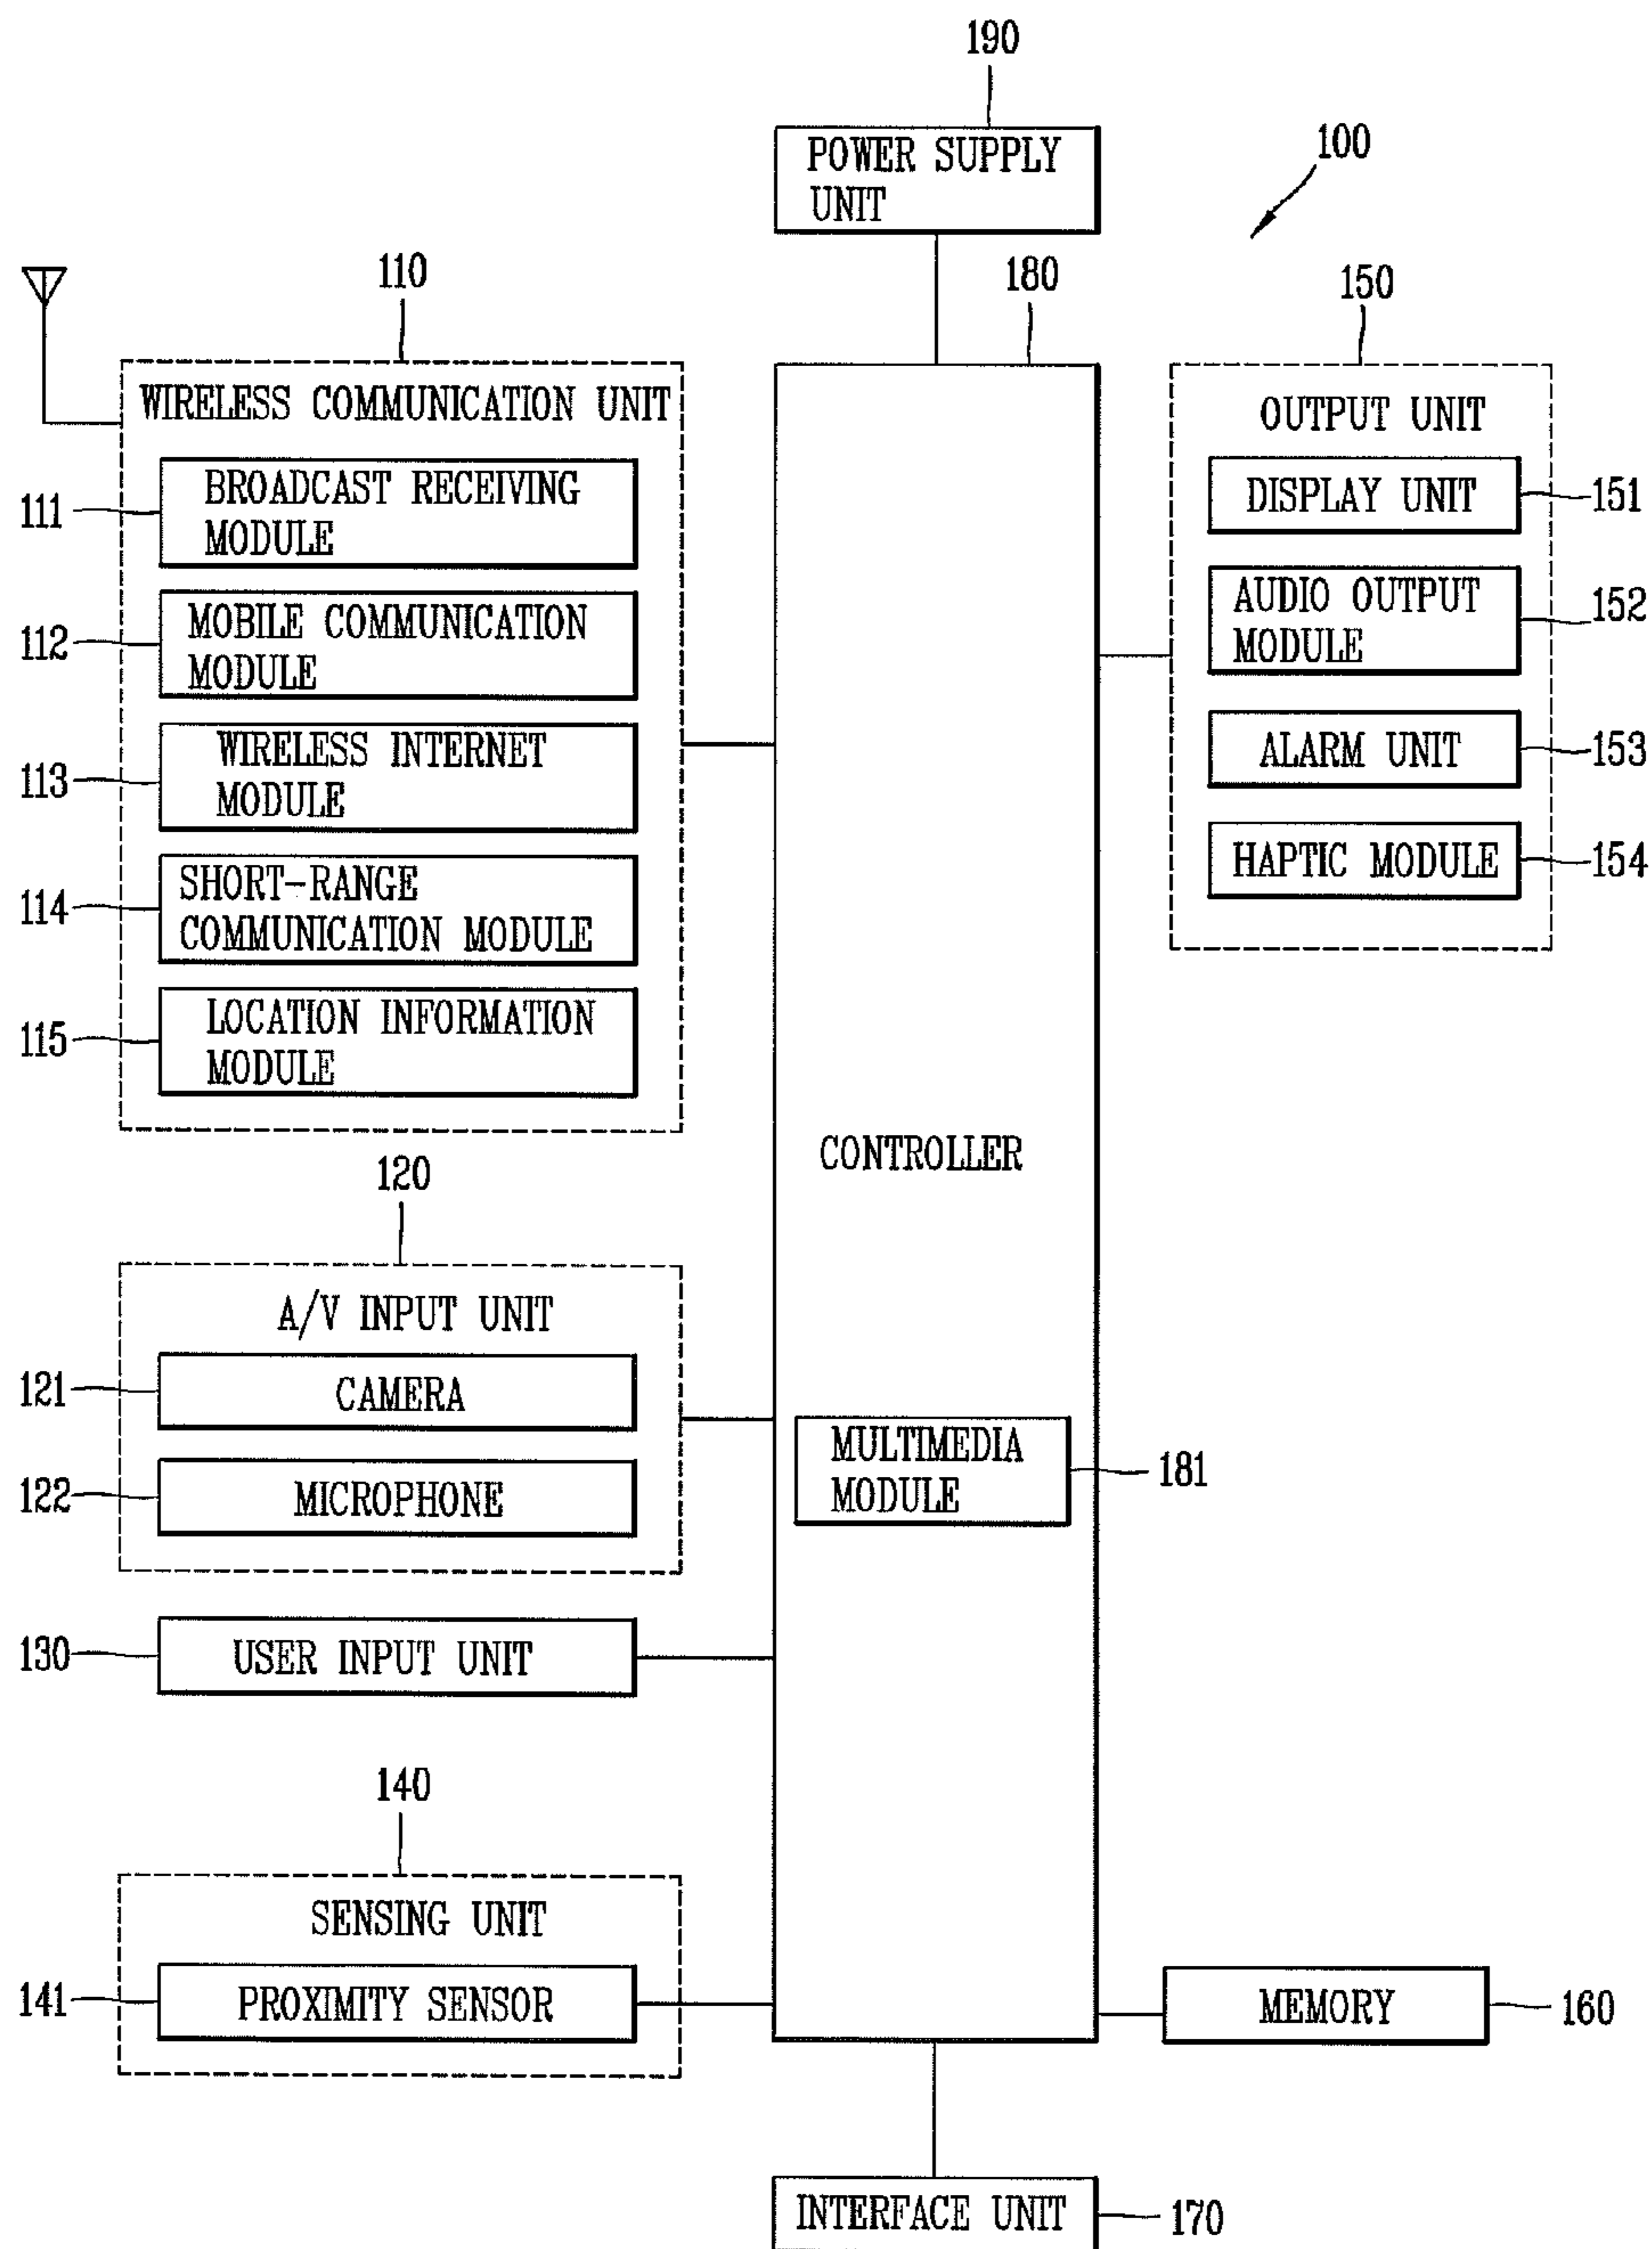 190
POWER SUPPLY
UNIT
100
110
180
150
WIRELESS COMMUNICATION UNIT
111
BROADCAST RECEIVING
MODULE
112
MOBILE COMMUNICATION
MODULE
113
WIRELESS INTERNET
MODULE
114
SHORT-RANGE
COMMUNICATION MODULE
115
LOCATION INFORMATION
MODULE
OUTPUT UNIT
DISPLAY UNIT
151
AUDIO OUTPUT
MODULE
152
ALARM UNIT
153
HAPTIC MODULE
154
CONTROLLER
120
A/V INPUT UNIT
121
CAMERA
122
MICROPHONE
MULTIMEDIA
MODULE
181
130
USER INPUT UNIT
140
SENSING UNIT
141
PROXIMITY SENSOR
MEMORY
160
INTERFACE UNIT
170